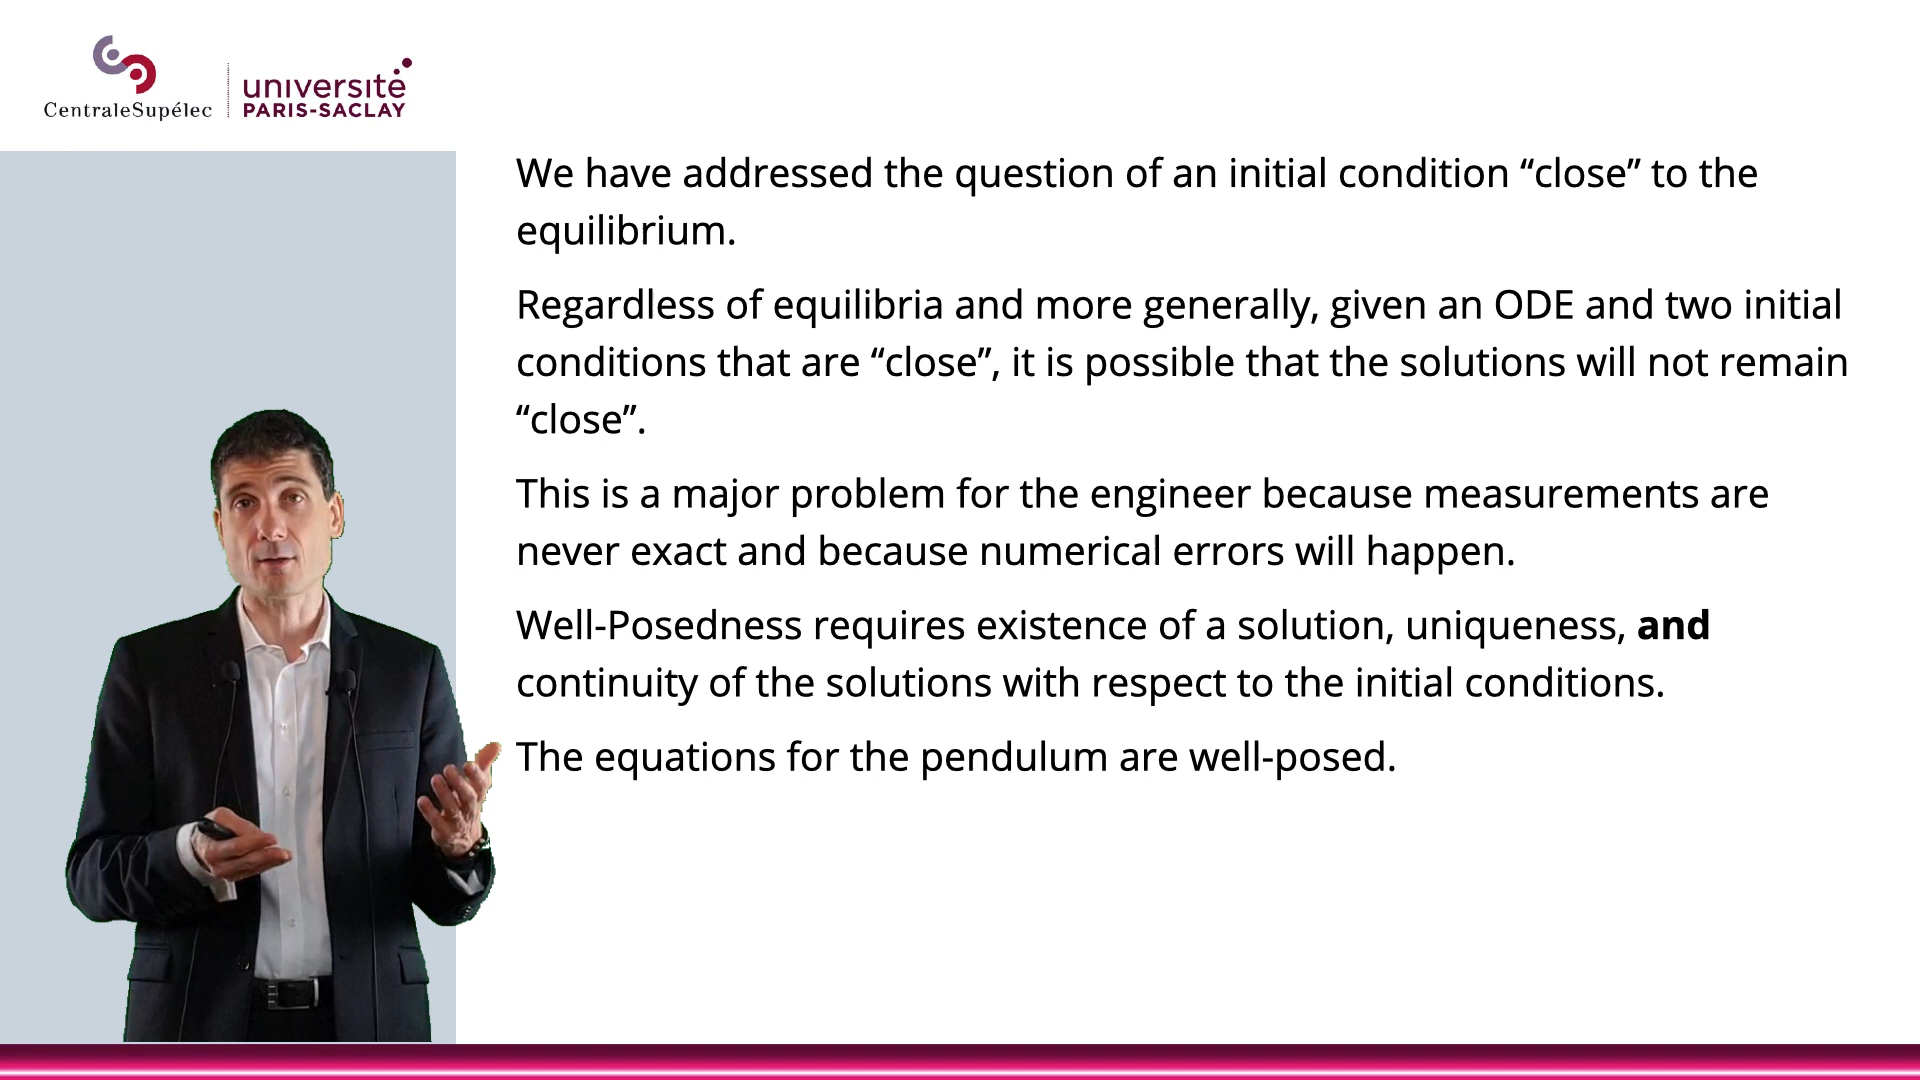 CentraleSupélec
université
PARIS-SACLAY
We have addressed the question of an initial condition “close” to the
equilibrium.
Regardless of equilibria and more generally, given an ODE and two initial
conditions that are “close”, it is possible that the solutions will not remain
“close”.
This is a major problem for the engineer because measurements are
never exact and because numerical errors will happen.
Well-Posedness requires existence of a solution, uniqueness, and
continuity of the solutions with respect to the initial conditions.
The equations for the pendulum are well-posed.